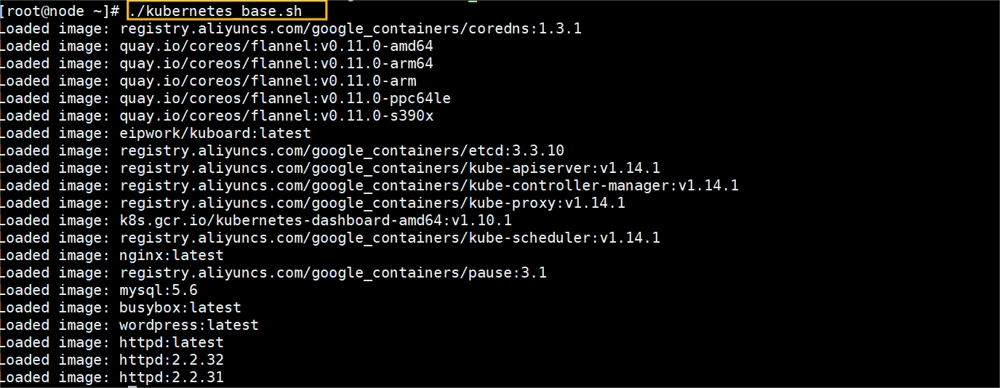 [root@node ~]# ./kubernetes_base.sh
Loaded image: registry.aliyuncs.com/google_containers/coredns:1.3.1
Loaded image: quay.io/coreos/flannel:v0.11.0-amd64
Loaded image: quay.io/coreos/flannel:v0.11.0-arm64
Loaded image: quay.io/coreos/flannel:v0.11.0-arm
Loaded image: quay.io/coreos/flannel:v0.11.0-ppc64le
Loaded image: quay.io/coreos/flannel:v0.11.0-s390x
Loaded image: eipwork/kuboard:latest
Loaded image: registry.aliyuncs.com/google_containers/etcd:3.3.10
Loaded image: registry.aliyuncs.com/google_containers/kube-apiserver:v1.14.1
Loaded image: registry.aliyuncs.com/google_containers/kube-controller-manager:v1.14.1
Loaded image: registry.aliyuncs.com/google_containers/kube-proxy:v1.14.1
Loaded image: k8s.gcr.io/kubernetes-dashboard-amd64:v1.10.1
Loaded image: registry.aliyuncs.com/google_containers/kube-scheduler:v1.14.1
Loaded image: nginx:latest
Loaded image: registry.aliyuncs.com/google_containers/pause:3.1
Loaded image: mysql:5.6
Loaded image: busybox:latest
Loaded image: wordpress:latest
Loaded image: httpd:latest
Loaded image: httpd:2.2.32
Loaded image: httpd:2.2.31